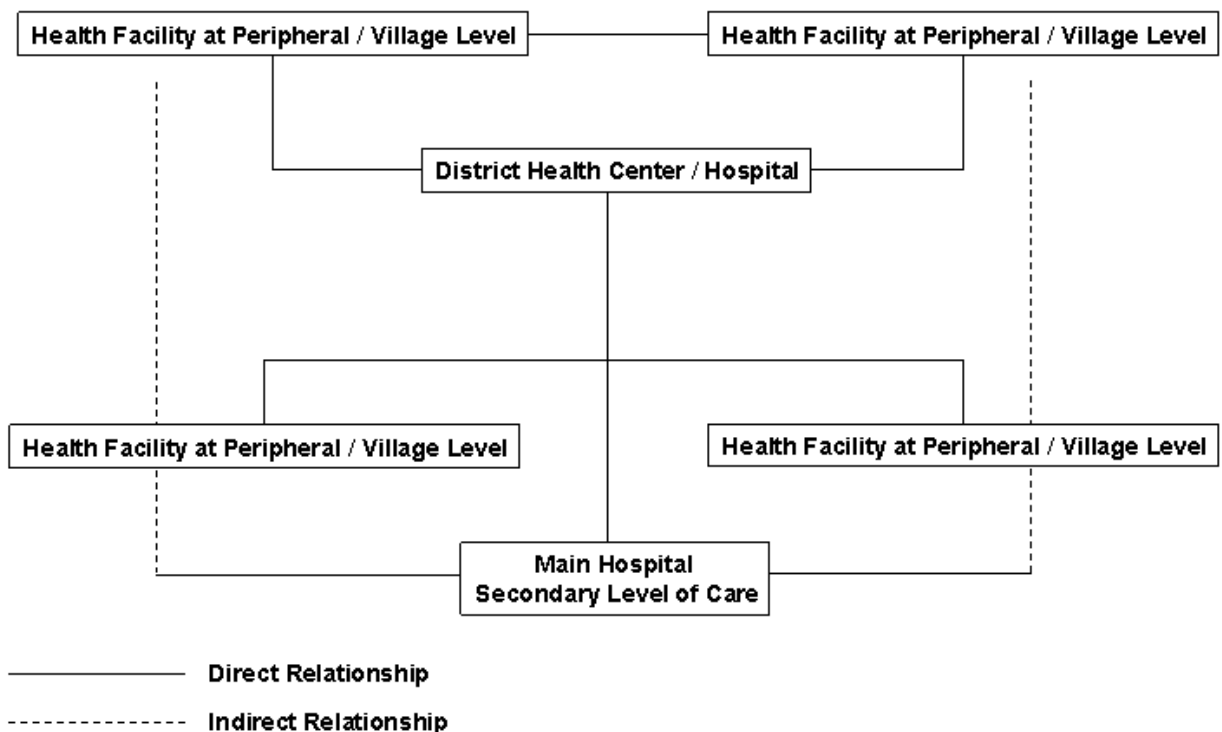 Health Facility at Peripheral / Village Level
Health Facility at Peripheral / Village Level
District Health Center / Hospital
Health Facility at Peripheral / Village Level
Health Facility at Peripheral / Village Level
Main Hospital
Secondary Level of Care
Direct Relationship
Indirect Relationship